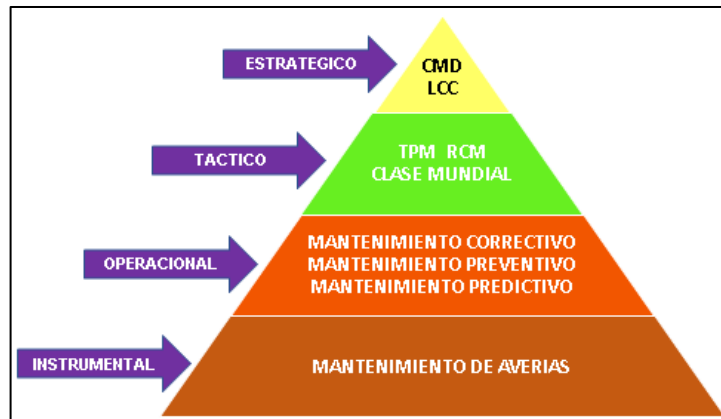 ESTRATEGICO
CMD
LCC
TACTICO
TPM RCM
CLASE MUNDIAL
OPERACIONAL
MANTENIMIENTO CORRECTIVO
MANTENIMIENTO PREVENTIVO
MANTENIMIENTO PREDICTIVO
INSTRUMENTAL
MANTENIMIENTO DE AVERIAS